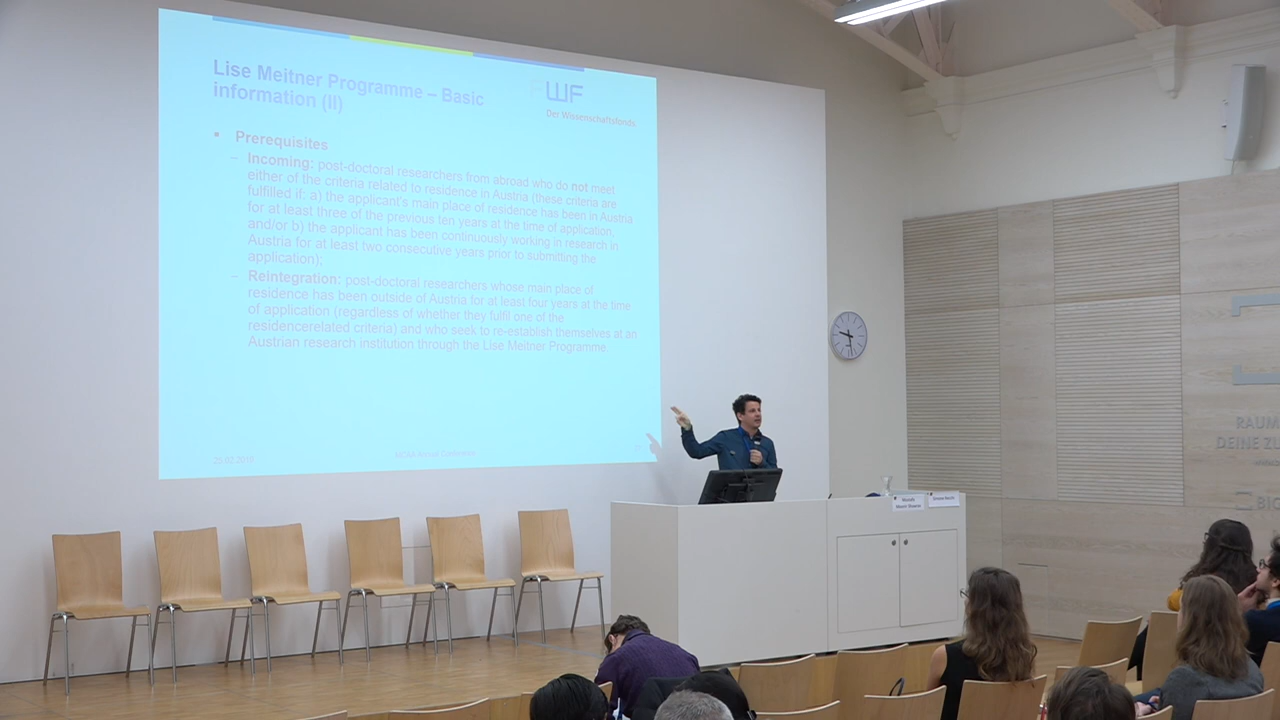 Lise Meitner Programme – Basic
information (II)
FWF
Der Wissenschaftsfonds.
▪ Prerequisites
– Incoming: post-doctoral researchers from abroad who do not meet
either of the criteria related to residence in Austria (these criteria are
fulfilled if: a) the applicant's main place of residence has been in Austria
for at least three of the previous ten years at the time of application,
and/or b) the applicant has been continuously working in research in
Austria for at least two consecutive years prior to submitting the
application);
– Reintegration: post-doctoral researchers whose main place of
residence has been outside of Austria for at least four years at the time
of application (regardless of whether they fulfil one of the
residencerelated criteria) and who seek to re-establish themselves at an
Austrian research institution through the Lise Meitner Programme.
RAUM
DEINE